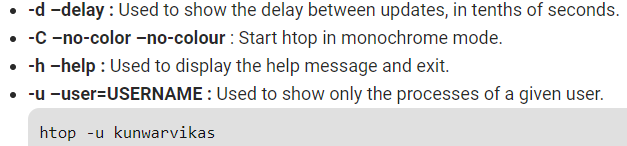 • -d –delay : Used to show the delay between updates, in tenths of seconds.
• -C –no-color –no-colour : Start htop in monochrome mode.
• -h –help : Used to display the help message and exit.
• -u –user=USERNAME : Used to show only the processes of a given user.
htop -u kunwarvikas